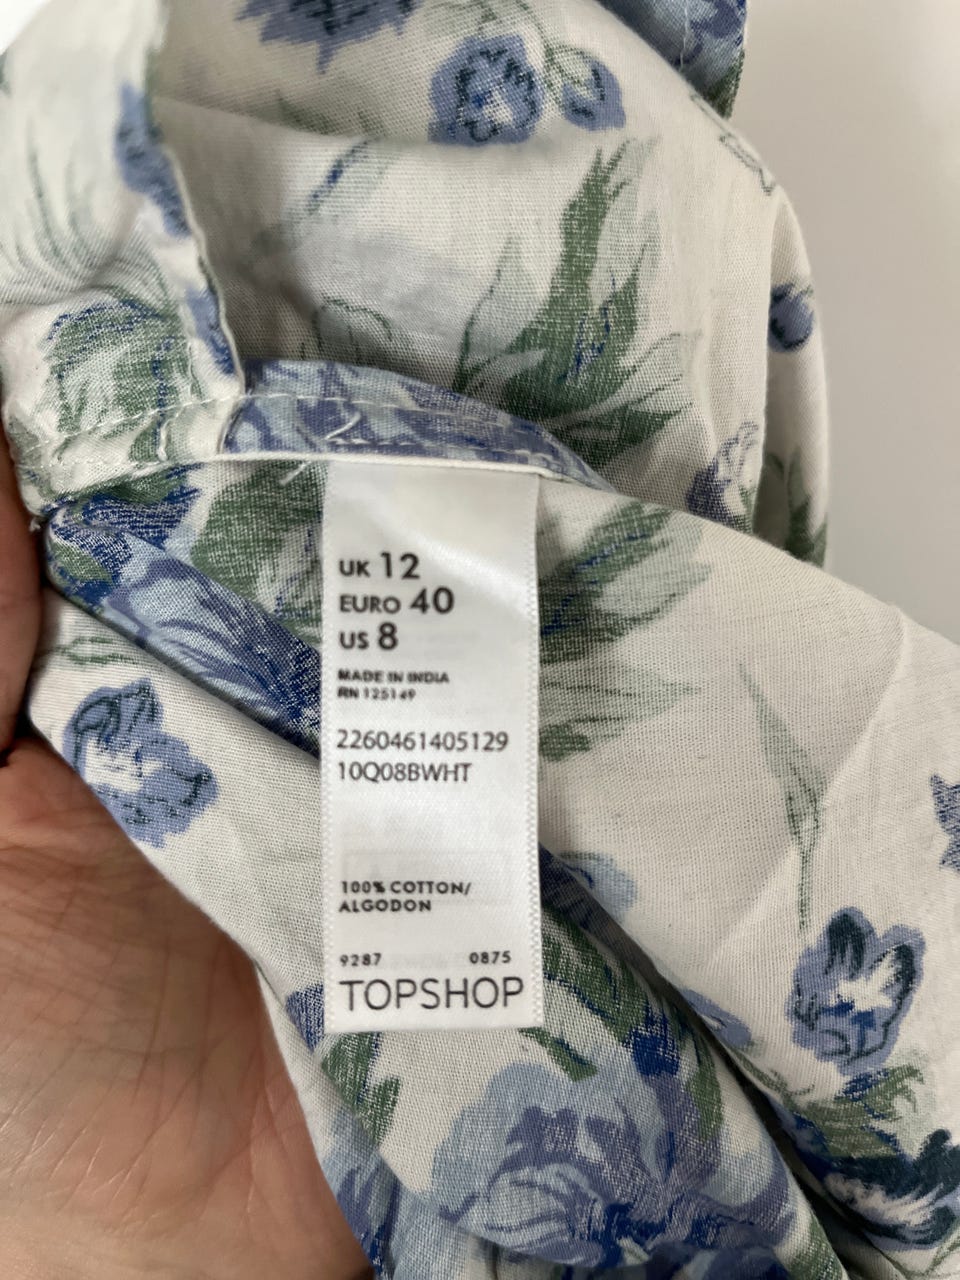 UK 12
EURO 40
US 8
MADE IN INDIA
RN 125149
2260461405129
10Q08BWHT
100% COTTON/
ALGODON
9287 0875
TOPSHOP